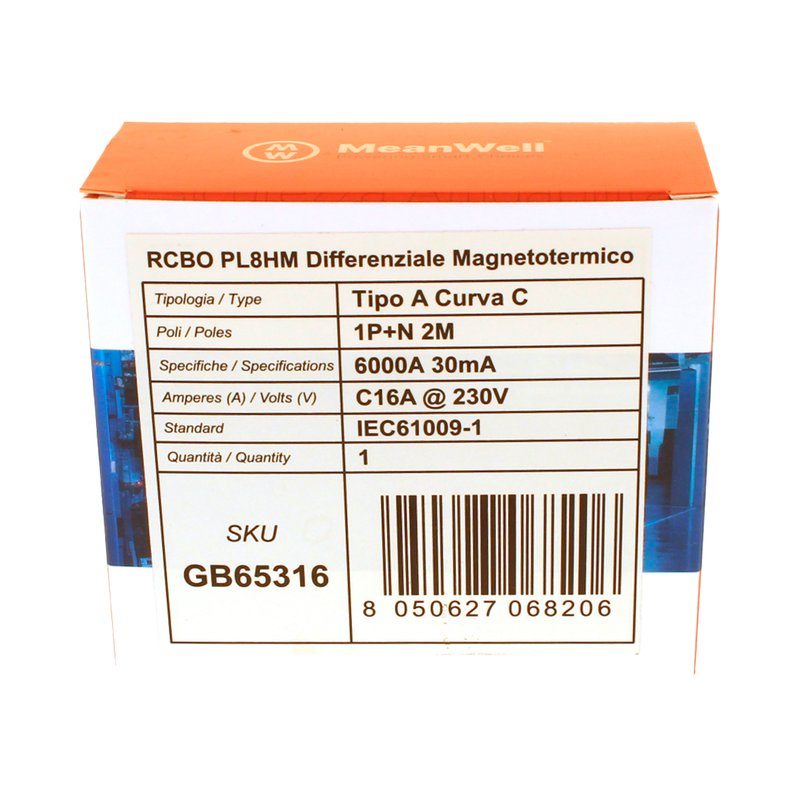 MW MeanWell
RCBO PL8HM Differenziale Magnetotermico
Tipologia / Type Tipo A Curva C
Poli / Poles 1P+N 2M
Specifiche / Specifications 6000A 30mA
Amperes (A) / Volts (V) C16A @ 230V
Standard IEC61009-1
Quantità / Quantity 1
SKU
GB65316
8 050627 068206